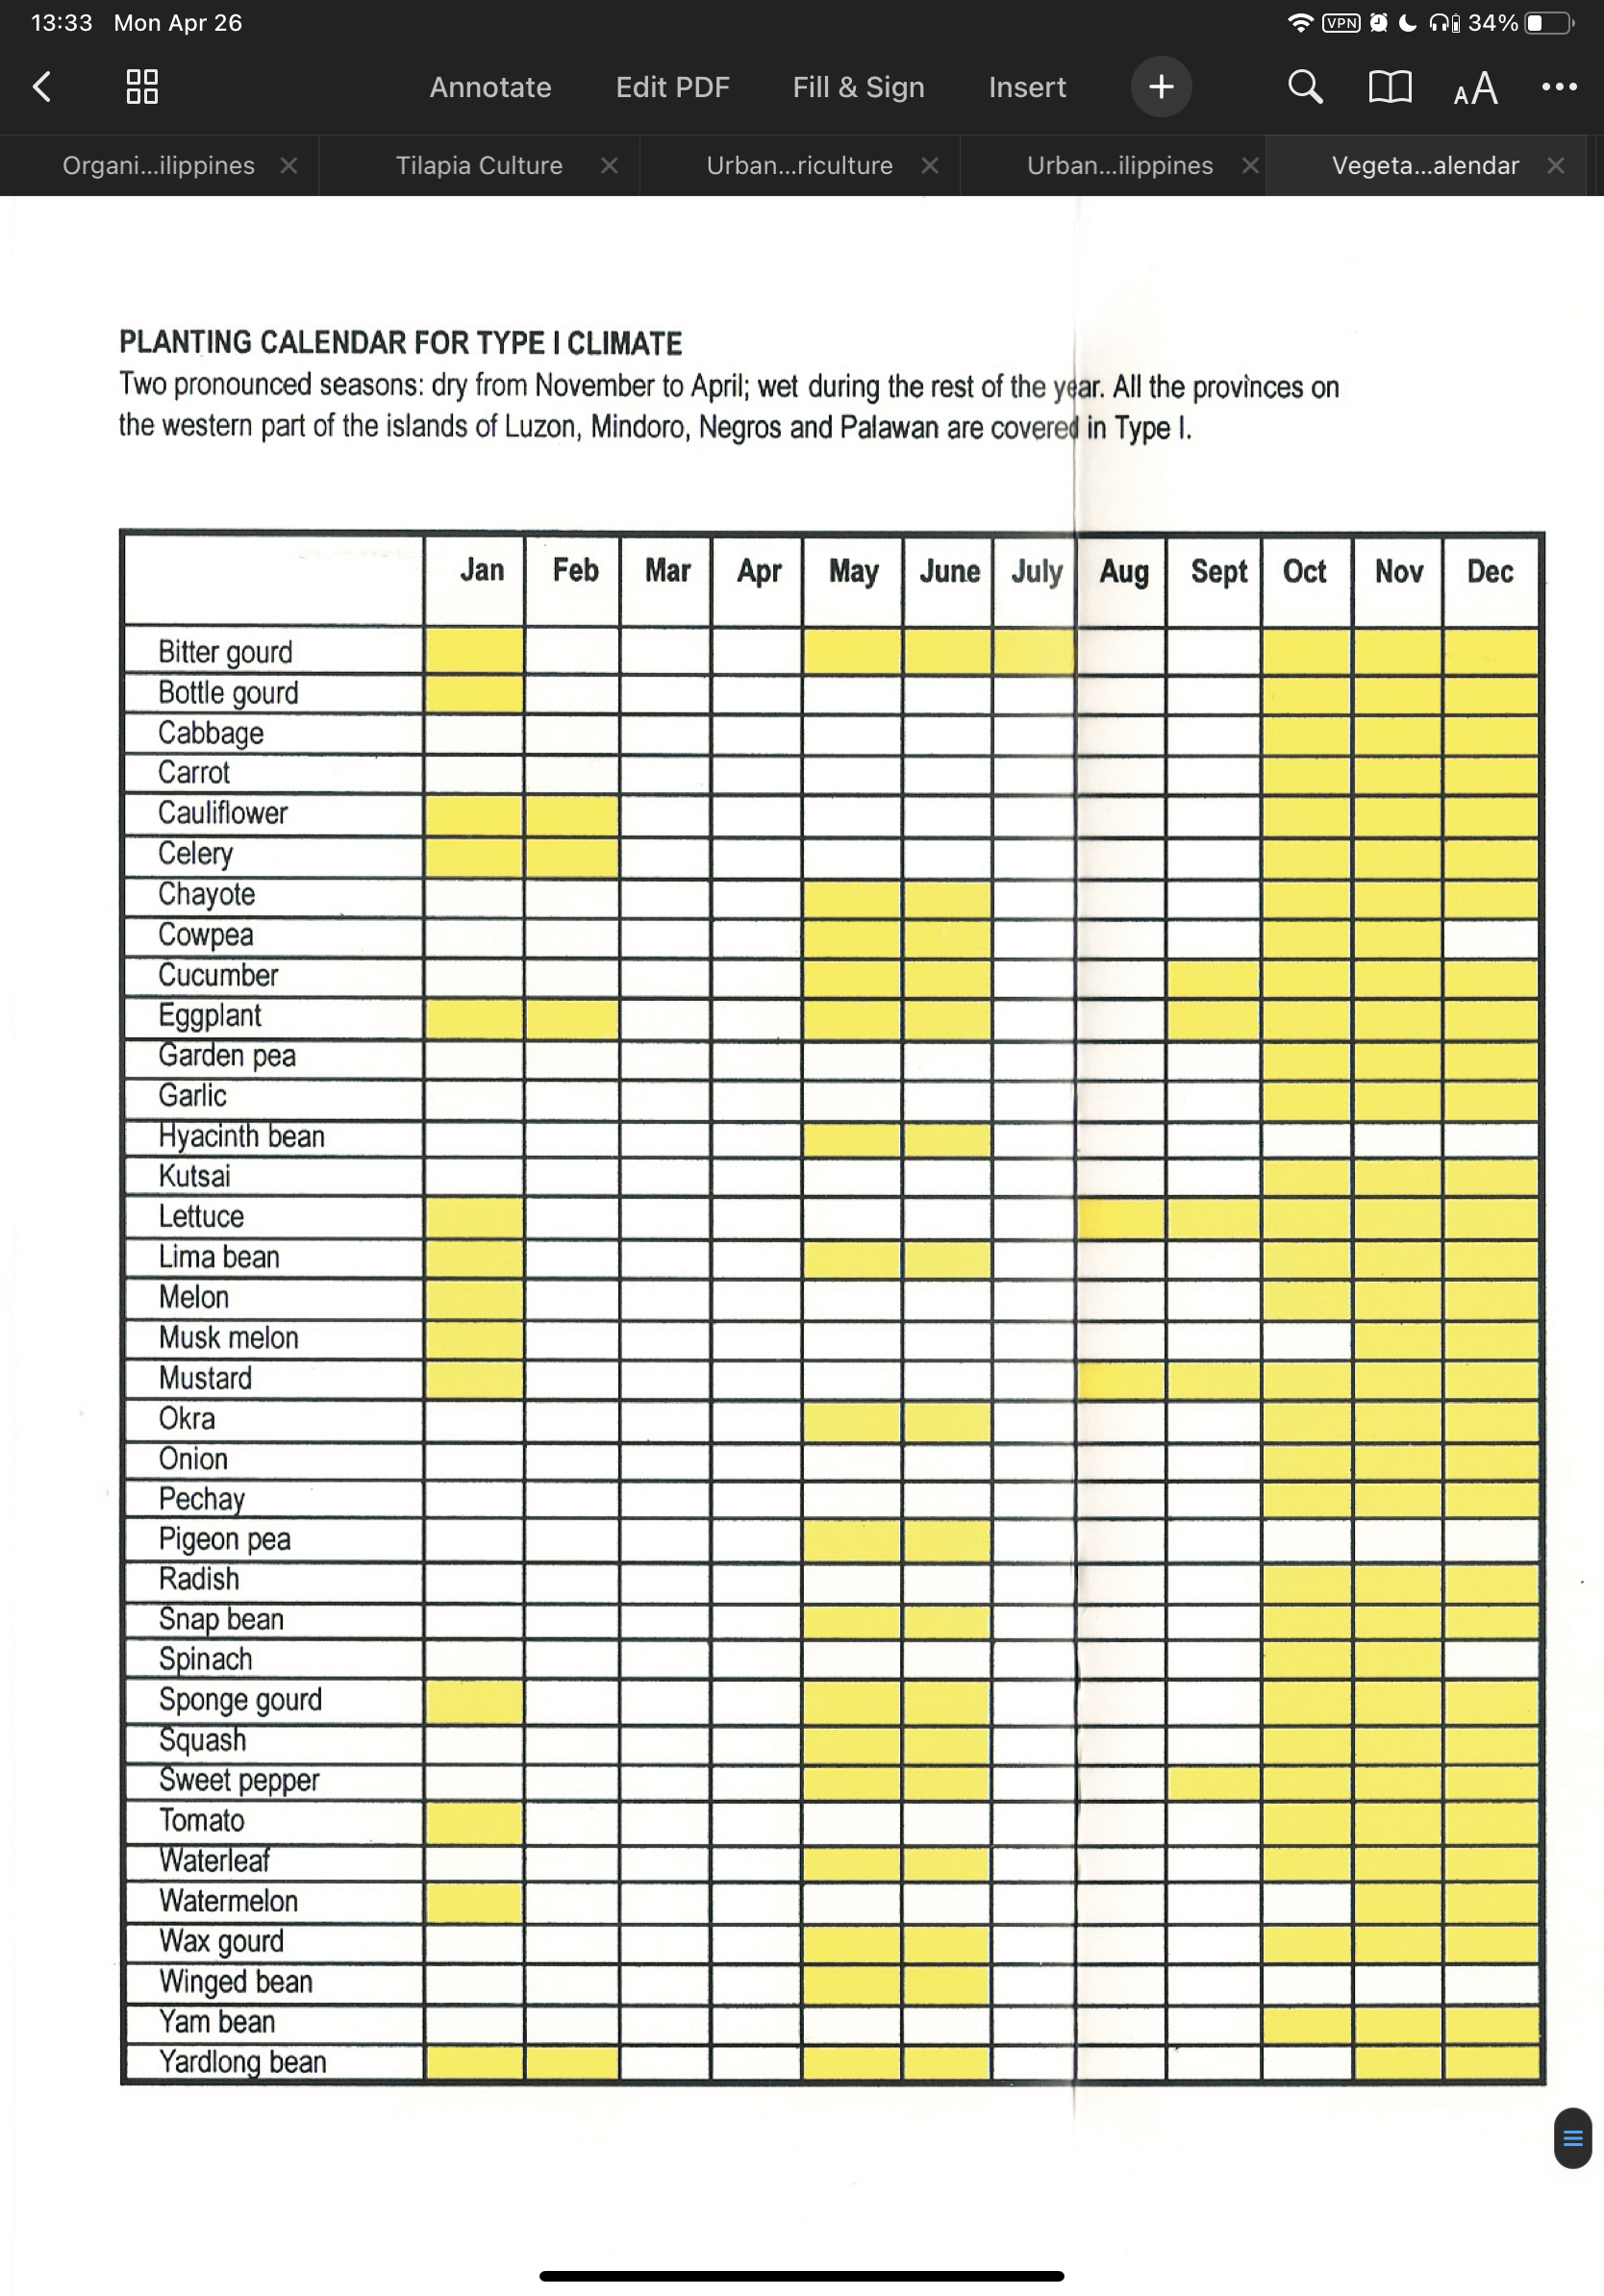 13:33 Mon Apr 26
VPN 34%
Annotate Edit PDF Fill & Sign Insert + AA
Organi...ilippines Tilapia Culture Urban...riculture Urban...ilippines Vegeta...alendar
PLANTING CALENDAR FOR TYPE I CLIMATE
Two pronounced seasons: dry from November to April; wet during the rest of the year. All the provinces on
the western part of the islands of Luzon, Mindoro, Negros and Palawan are covered in Type I.
Jan Feb Mar Apr May June July Aug Sept Oct Nov Dec
Bitter gourd
Bottle gourd
Cabbage
Carrot
Cauliflower
Celery
Chayote
Cowpea
Cucumber
Eggplant
Garden pea
Garlic
Hyacinth bean
Kutsai
Lettuce
Lima bean
Melon
Musk melon
Mustard
Okra
Onion
Pechay
Pigeon pea
Radish
Snap bean
Spinach
Sponge gourd
Squash
Sweet pepper
Tomato
Waterleaf
Watermelon
Wax gourd
Winged bean
Yam bean
Yardlong bean